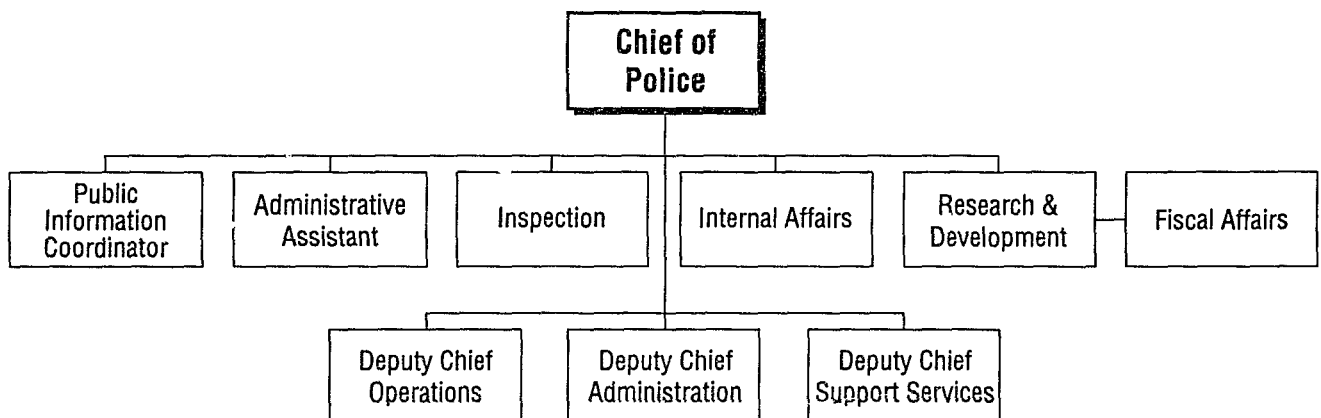 Chief of
Police
Public
Information
Coordinator
Administrative
Assistant
Inspection
Internal Affairs
Research &
Development
Fiscal Affairs
Deputy Chief
Operations
Deputy Chief
Administration
Deputy Chief
Support Services